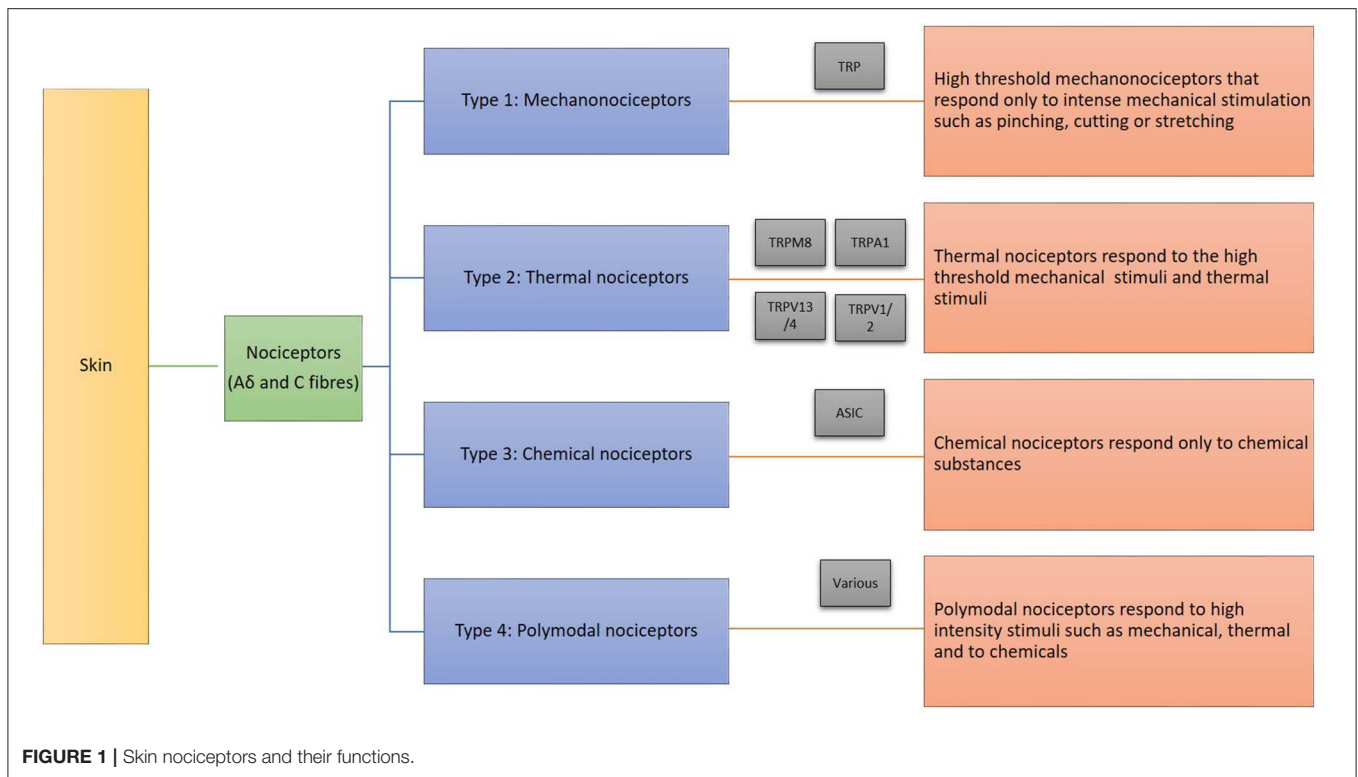 Skin
Nociceptors
(Aδ and C fibres)
Type 1: Mechanonociceptors
TRP
High threshold mechanonociceptors that
respond only to intense mechanical stimulation
such as pinching, cutting or stretching
Type 2: Thermal nociceptors
TRPM8
TRPA1
TRPV13
/4
TRPV1/
2
Thermal nociceptors respond to the high
threshold mechanical stimuli and thermal
stimuli
Type 3: Chemical nociceptors
ASIC
Chemical nociceptors respond only to chemical
substances
Type 4: Polymodal nociceptors
Various
Polymodal nociceptors respond to high
intensity stimuli such as mechanical, thermal
and to chemicals
FIGURE 1 | Skin nociceptors and their functions.